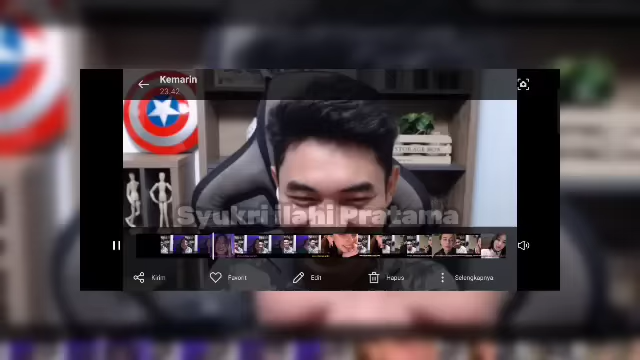 Kemarin
23.42
Syukri ilahi Pratama
Kirim
Favorit
Edit
Hapus
Selengkapnya